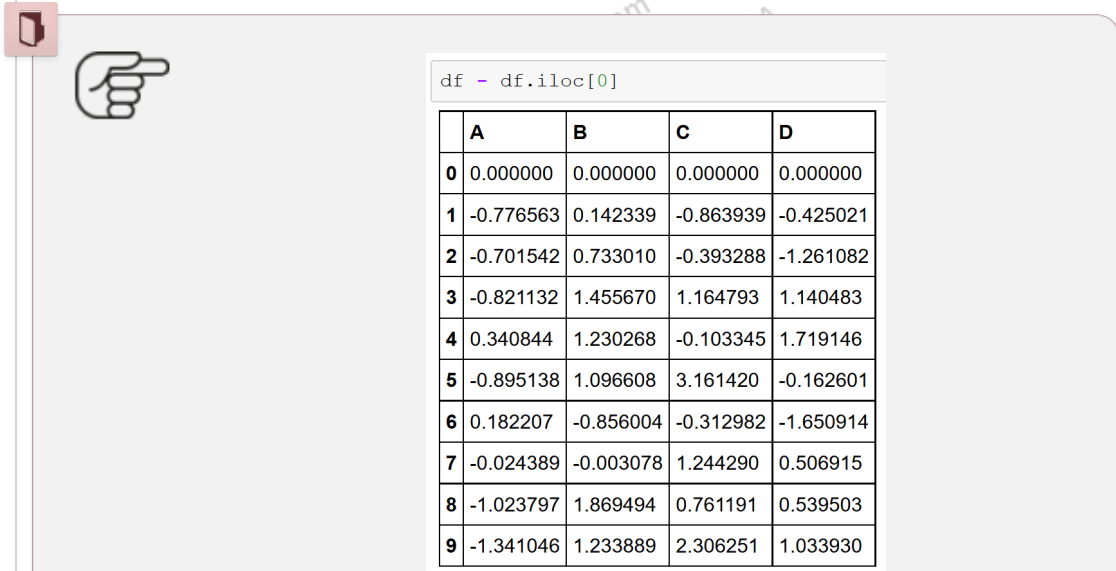 df - df.iloc[0]
A B C D
0 0.000000 0.000000 0.000000 0.000000
1 -0.776563 0.142339 -0.863939 -0.425021
2 -0.701542 0.733010 -0.393288 -1.261082
3 -0.821132 1.455670 1.164793 1.140483
4 0.340844 1.230268 -0.103345 1.719146
5 -0.895138 1.096608 3.161420 -0.162601
6 0.182207 -0.856004 -0.312982 -1.650914
7 -0.024389 -0.003078 1.244290 0.506915
8 -1.023797 1.869494 0.761191 0.539503
9 -1.341046 1.233889 2.306251 1.033930